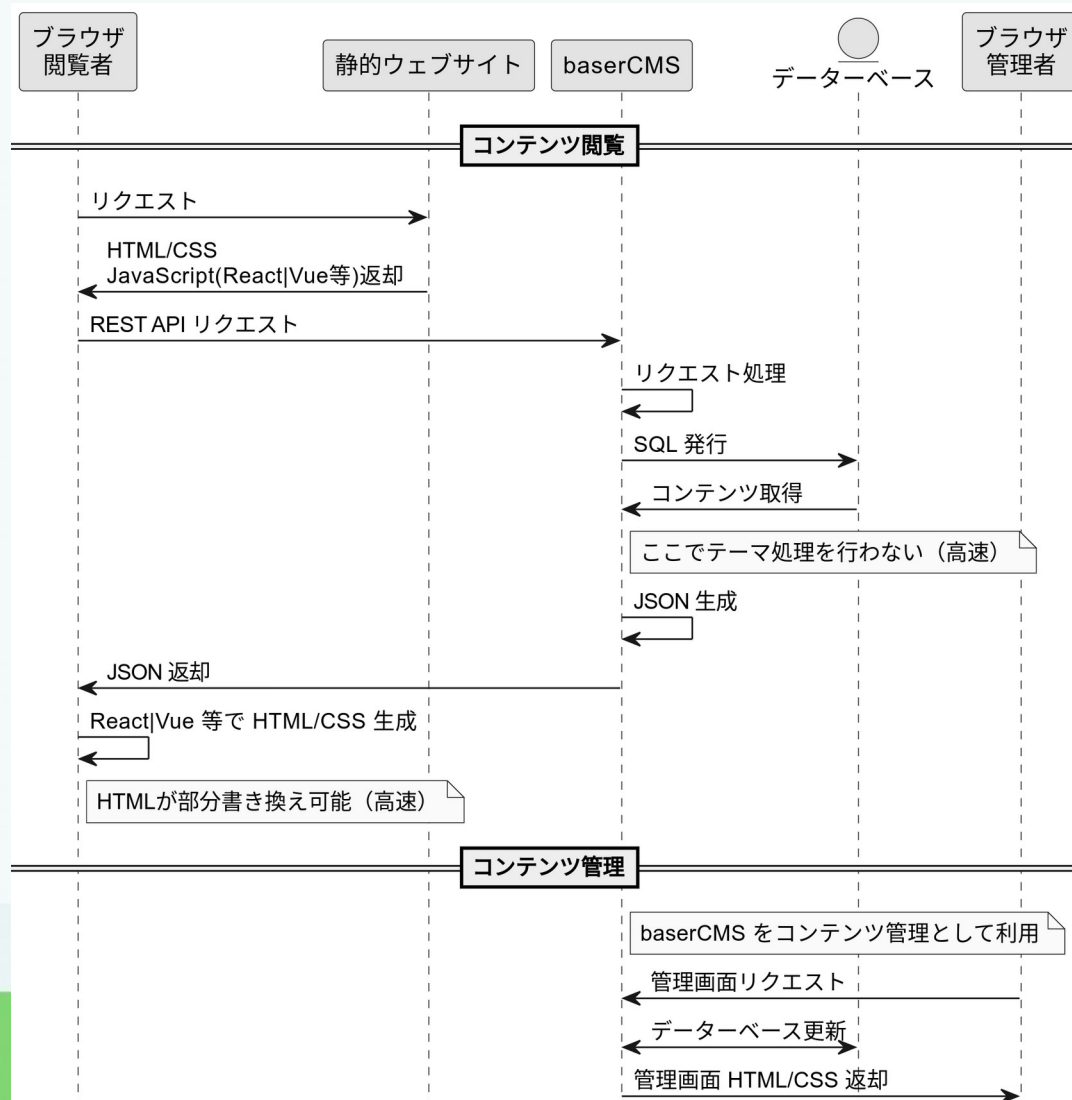 ブラウザ
閲覧者
静的ウェブサイト
baserCMS
データーベース
ブラウザ
管理者
コンテンツ閲覧
リクエスト
HTML/CSS
JavaScript(React|Vue等)返却
REST API リクエスト
リクエスト処理
SQL 発行
コンテンツ取得
ここでテーマ処理を行わない（高速）
JSON 生成
JSON 返却
React|Vue 等で HTML/CSS 生成
HTMLが部分書き換え可能（高速）
コンテンツ管理
baserCMS をコンテンツ管理として利用
管理画面リクエスト
データーベース更新
管理画面 HTML/CSS 返却